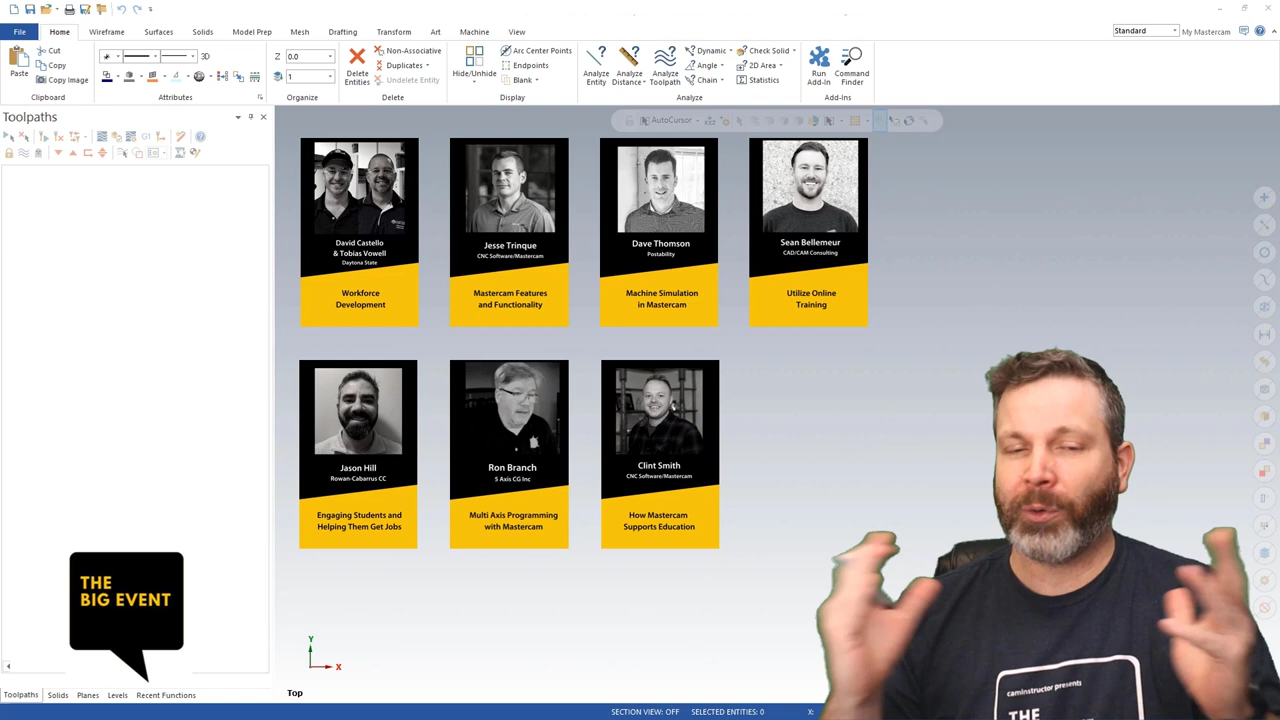 File Home Wireframe Surfaces Solids Model Prep Transform Art Mesh Drafting View Machine Standard My Mastercam
Paste
Cut
Copy
Copy Image
Clipboard
3D
Attributes
Z 0.0
1
Organize
Delete
Entities
Non-Associative
Duplicates
Undelete Entity
Delete
Hide/Unhide
Arc Center Points
Endpoints
Blank
Display
Analyze
Entity
Analyze
Distance
Analyze
Toolpath
Dynamic
Angle
Chain
Check Solid
2D Area
Statistics
Analyze
Run
Add-In
Command
Finder
Add-Ins
Toolpaths
G1
AutoCursor
David Castello
& Tobias Vowell
Daytona State
Workforce
Development
Jesse Trinque
CNC Software/Mastercam
Mastercam Features
and Functionality
Dave Thomson
Postability
Machine Simulation
in Mastercam
Sean Bellemeur
CAD/CAM Consulting
Utilize Online
Training
Jason Hill
Rowan-Cabarrus CC
Engaging Students and
Helping Them Get Jobs
Ron Branch
5 Axis CG Inc
Multi Axis Programming
with Mastercam
Clint Smith
CNC Software/Mastercam
How Mastercam
Supports Education
THE
BIG EVENT
camInstructor presents
THE
Y
X
Top
Toolpaths Solids Planes Levels Recent Functions
SECTION VIEW: OFF SELECTED ENTITIES: 0 X: